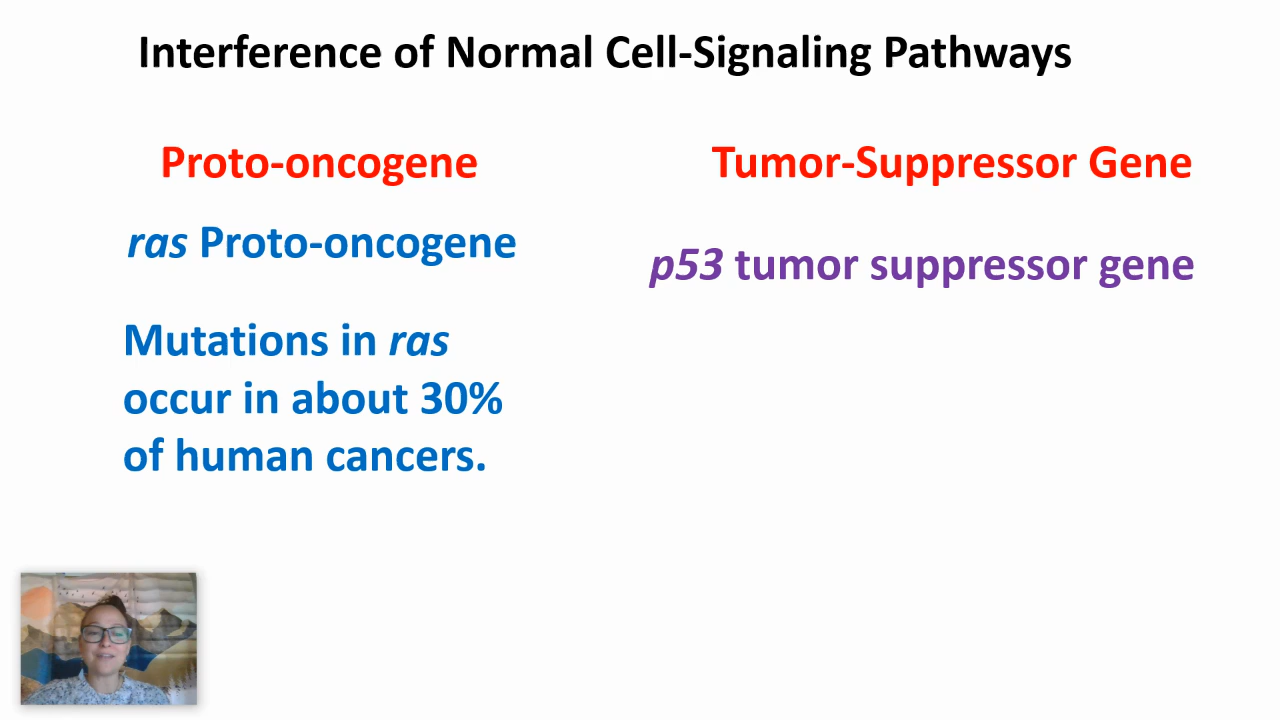 Interference of Normal Cell-Signaling Pathways
Proto-oncogene
ras Proto-oncogene
Mutations in ras
occur in about 30%
of human cancers.
Tumor-Suppressor Gene
p53 tumor suppressor gene